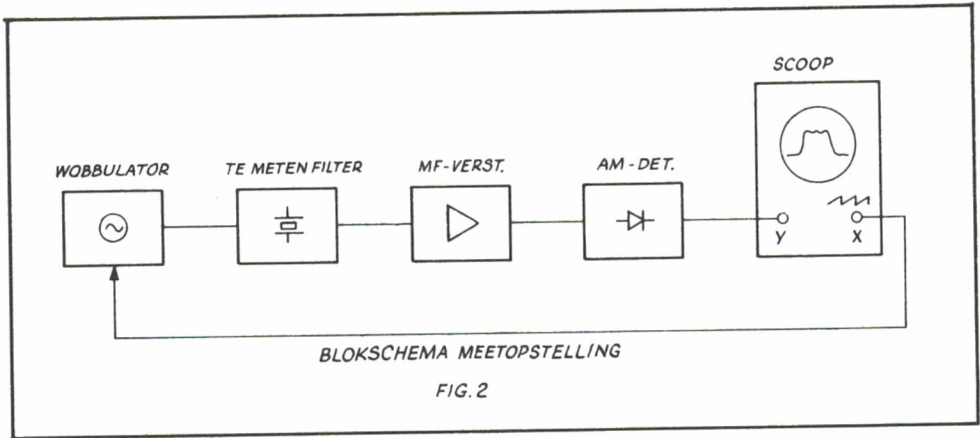 SCOOP
WOBBULATOR
TE METEN FILTER
MF-VERST.
AM-DET.
Y
X
BLOKSCHEMA MEETOPSTELLING
FIG. 2